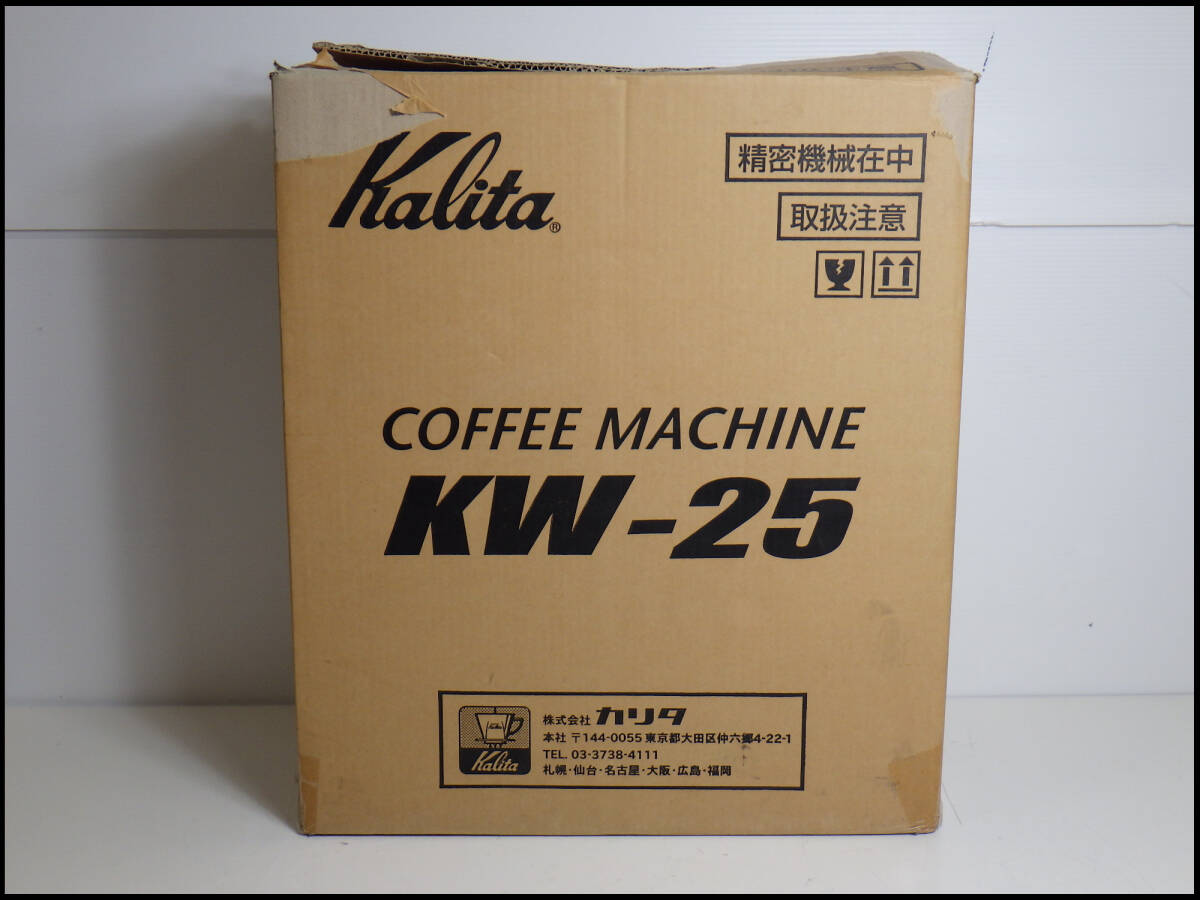 Kalita®
精密機械在中
取扱注意
COFFEE MACHINE
KW-25
Kalita
株式会社 カリタ
本社 〒144-0055 東京都大田区仲六郷4-22-1
TEL. 03-3738-4111
札幌・仙台・名古屋・大阪・広島・福岡